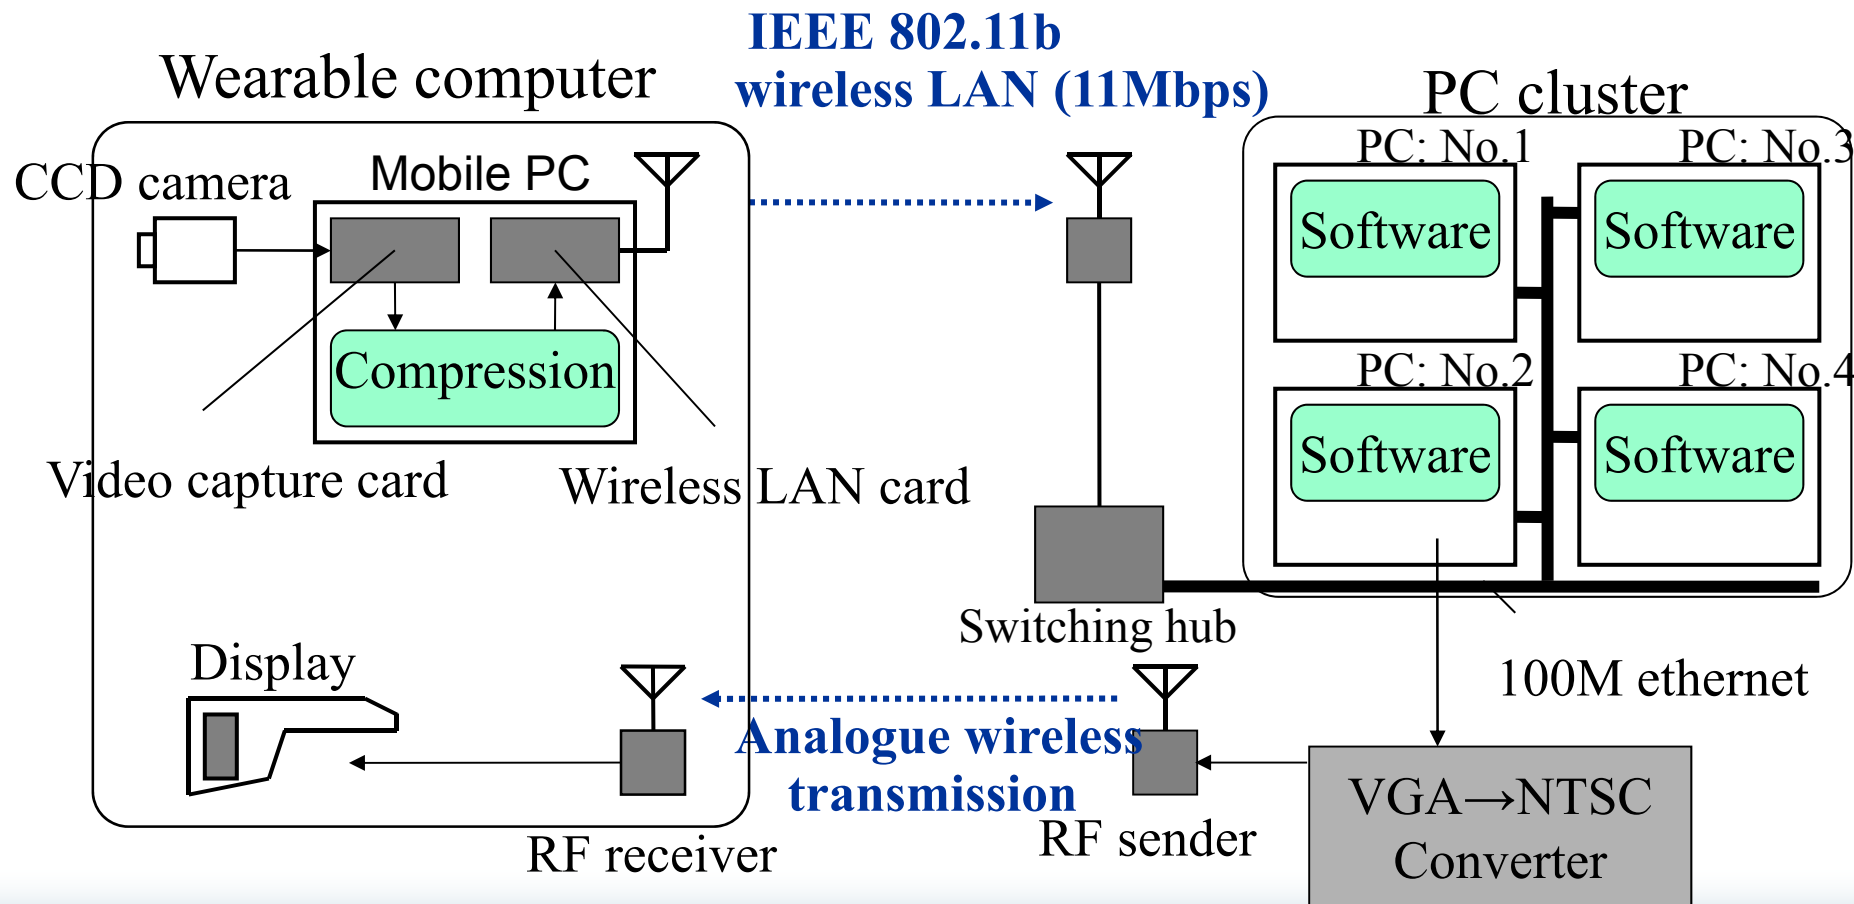 IEEE 802.11b
wireless LAN (11Mbps)
Wearable computer
PC cluster
PC: No.1
PC: No.3
CCD camera
Mobile PC
Software
Software
Compression
PC: No.2
PC: No.4
Software
Software
Video capture card
Wireless LAN card
Switching hub
Display
100M ethernet
Analogue wireless
transmission
VGA→NTSC
Converter
RF receiver
RF sender